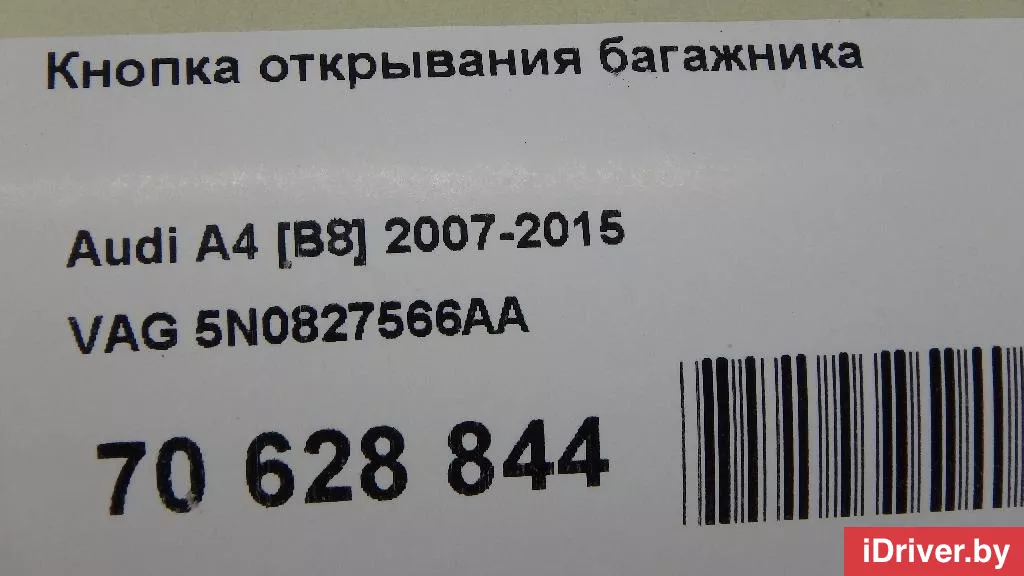 Кнопка открывания багажника
Audi A4 [B8] 2007-2015
VAG 5N0827566AA
70 628 844
iDriver.by